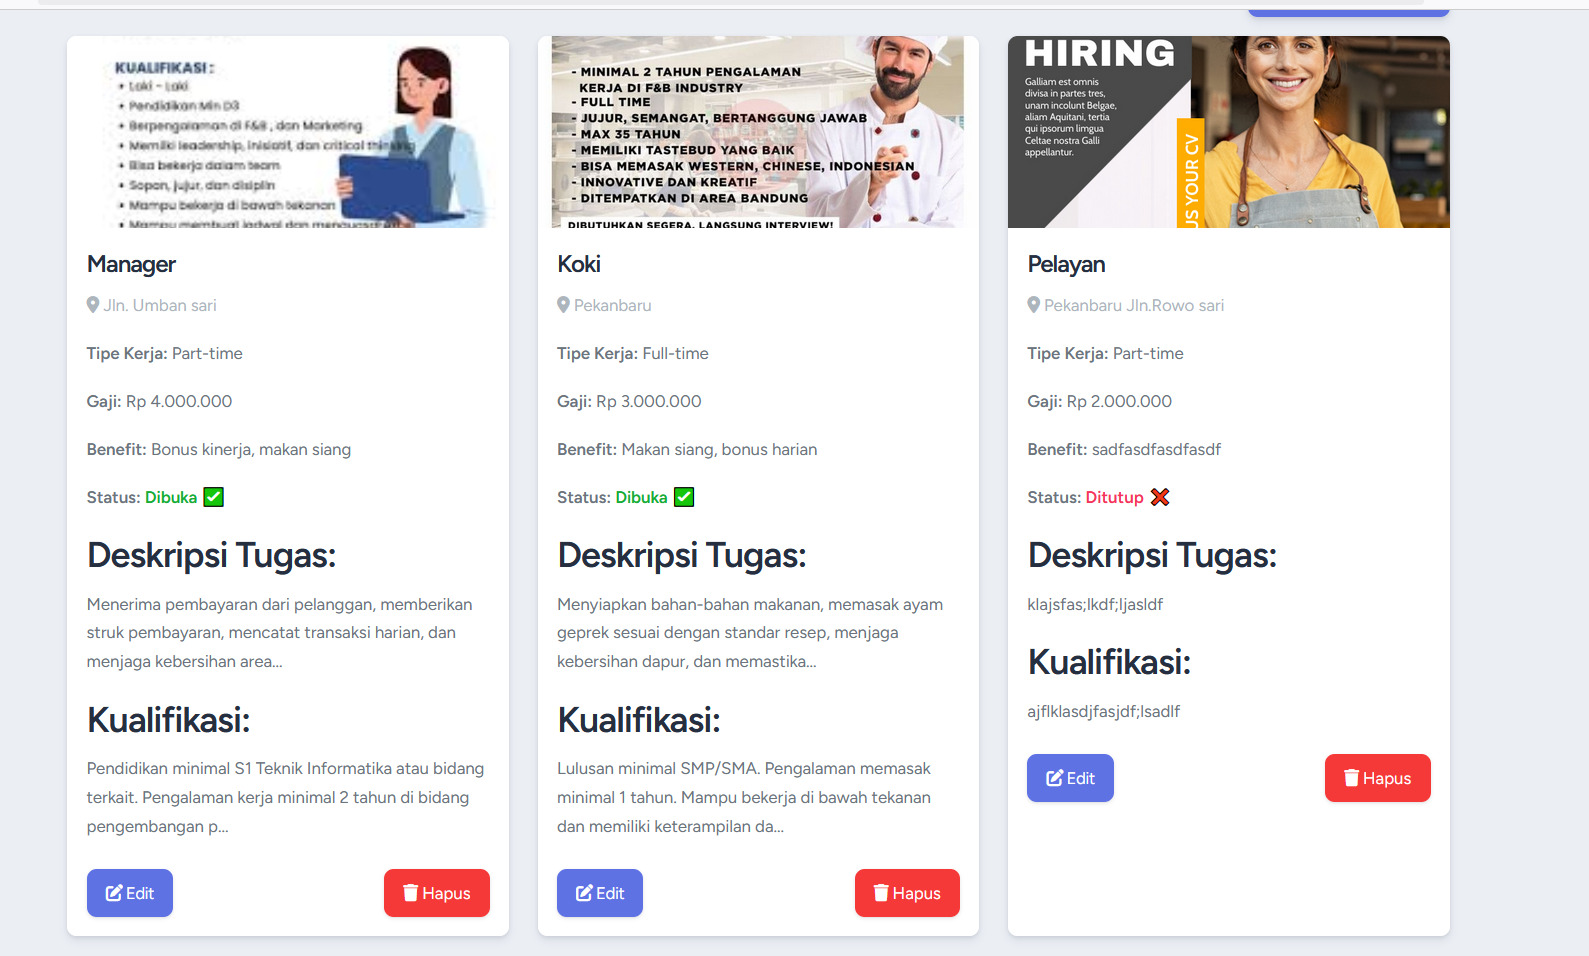 KUALIFIKASI :
• Laki - Laki
• Pendidikan Min D3
• Berpengalaman di F&B , dan Marketing
• Memiliki leadership, inisiatif, dan critical thinking
• Bisa bekerja dalam team
• Sopan, jujur, dan disiplin
• Mampu bekerja di bawah tekanan
• Mampu membuat jadwal dan
Manager
Jln. Umban sari
Tipe Kerja: Part-time
Gaji: Rp 4.000.000
Benefit: Bonus kinerja, makan siang
Status: Dibuka ✅
Deskripsi Tugas:
Menerima pembayaran dari pelanggan, memberikan
struk pembayaran, mencatat transaksi harian, dan
menjaga kebersihan area...
Kualifikasi:
Pendidikan minimal S1 Teknik Informatika atau bidang
terkait. Pengalaman kerja minimal 2 tahun di bidang
pengembangan p...
Edit
Hapus
- MINIMAL 2 TAHUN PENGALAMAN
KERJA DI F&B INDUSTRY
- FULL TIME
- JUJUR, SEMANGAT, BERTANGGUNG JAWAB
- MAX 35 TAHUN
- MEMILIKI TASTEBUD YANG BAIK
- BISA MEMASAK WESTERN, CHINESE, INDONESIAN
- INNOVATIVE DAN KREATIF
- DITEMPATKAN DI AREA BANDUNG
DIBUTUHKAN SEGERA, LANGSUNG INTERVIEW!
Koki
Pekanbaru
Tipe Kerja: Full-time
Gaji: Rp 3.000.000
Benefit: Makan siang, bonus harian
Status: Dibuka ✅
Deskripsi Tugas:
Menyiapkan bahan-bahan makanan, memasak ayam
geprek sesuai dengan standar resep, menjaga
kebersihan dapur, dan memastika...
Kualifikasi:
Lulusan minimal SMP/SMA. Pengalaman memasak
minimal 1 tahun. Mampu bekerja di bawah tekanan
dan memiliki keterampilan da...
Edit
Hapus
HIRING
Galliam est omnis
divisa in partes tres,
unam incolunt Belgae,
aliam Aquitani, tertia
qui ipsorum limgua
Celtae nostra Galli
appellantur.
US YOUR CV
Pelayan
Pekanbaru Jln.Rowo sari
Tipe Kerja: Part-time
Gaji: Rp 2.000.000
Benefit: sadfasdfasdfasdf
Status: Ditutup ❌
Deskripsi Tugas:
klajsfas;lkdf;ljasldf
Kualifikasi:
ajflklasdjfasjdf;lsadlf
Edit
Hapus